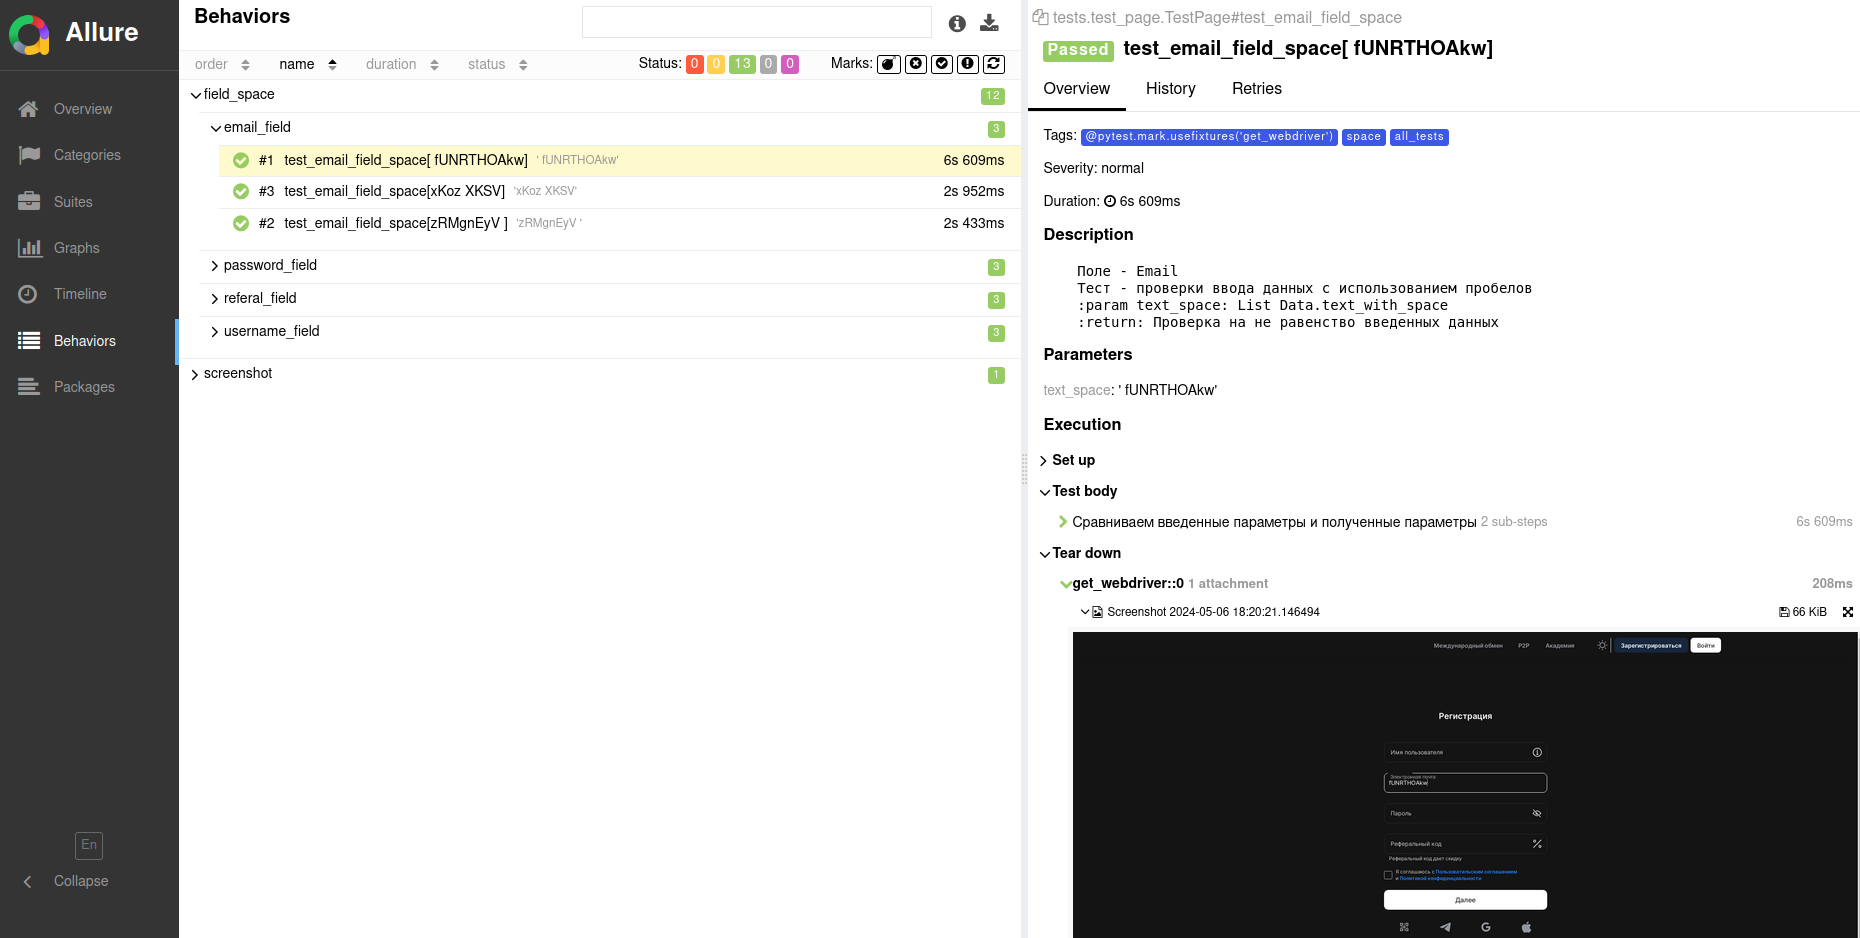 Allure
Overview
Categories
Suites
Graphs
Timeline
Behaviors
Packages
En
Collapse
Behaviors
order name duration status Status: 0 0 13 0 0 Marks:
field_space 12
email_field 3
#1 test_email_field_space[ fUNRTHOAkw] ' fUNRTHOAkw' 6s 609ms
#3 test_email_field_space[xKoz XKSV] 'xKoz XKSV' 2s 952ms
#2 test_email_field_space[zRMgnEyV ] 'zRMgnEyV ' 2s 433ms
password_field 3
referal_field 3
username_field 3
screenshot 1
tests.test_page.TestPage#test_email_field_space
Passed test_email_field_space[ fUNRTHOAkw]
Overview History Retries
Tags: @pytest.mark.usefixtures('get_webdriver') space all_tests
Severity: normal
Duration: 6s 609ms
Description
Поле - Email
Тест - проверки ввода данных с использованием пробелов
:param text_space: List Data.text_with_space
:return: Проверка на не равенство введенных данных
Parameters
text_space: ' fUNRTHOAkw'
Execution
Set up
Test body
Сравниваем введенные параметры и полученные параметры 2 sub-steps 6s 609ms
Tear down
get_webdriver::0 1 attachment 208ms
Screenshot 2024-05-06 18:20:21.146494 66 KiB
Международный обмен P2P Академия Зарегистрироваться Войти
Регистрация
Имя пользователя
Электронная почта
fUNRTHOAkw
Пароль
Реферальный код
Реферальный код дает скидку
Я соглашаюсь с Пользовательским соглашением
и Политикой конфиденциальности
Далее